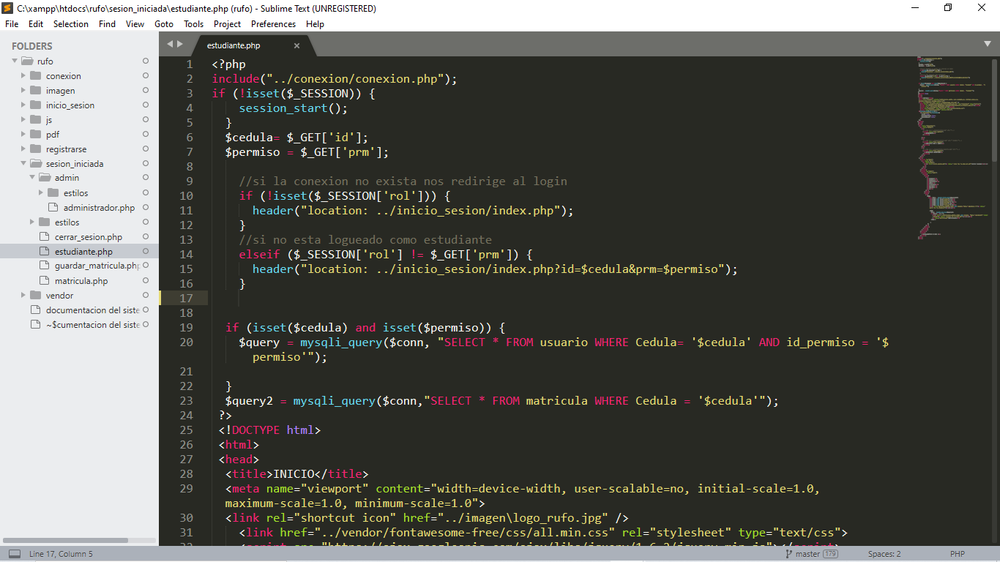 C:\xampp\htdocs\rufo\sesion_iniciada\estudiante.php (rufo) - Sublime Text (UNREGISTERED)
File Edit Selection Find View Goto Tools Project Preferences Help
FOLDERS
rufo
conexion
imagen
inicio_sesion
js
pdf
registrarse
sesion_iniciada
admin
estilos
administrador.php
estilos
cerrar_sesion.php
estudiante.php
guardar_matricula.php
matricula.php
vendor
documentacion del siste
~$cumentacion del siste
estudiante.php
1 <?php
2 include("../conexion/conexion.php");
3 if (!isset($_SESSION)) {
4 session_start();
5 }
6 $cedula= $_GET['id'];
7 $permiso = $_GET['prm'];
8
9 //si la conexion no exista nos redirige al login
10 if (!isset($_SESSION['rol'])) {
11 header("location: ../inicio_sesion/index.php");
12 }
13 //si no esta logueado como estudiante
14 elseif ($_SESSION['rol'] != $_GET['prm']) {
15 header("location: ../inicio_sesion/index.php?id=$cedula&prm=$permiso");
16 }
17
18
19 if (isset($cedula) and isset($permiso)) {
20 $query = mysqli_query($conn, "SELECT * FROM usuario WHERE Cedula= '$cedula' AND id_permiso = '$
permiso'");
21
22 }
23 $query2 = mysqli_query($conn,"SELECT * FROM matricula WHERE Cedula = '$cedula'");
24 ?>
25 <!DOCTYPE html>
26 <html>
27 <head>
28 <title>INICIO</title>
29 <meta name="viewport" content="width=device-width, user-scalable=no, initial-scale=1.0,
maximum-scale=1.0, minimum-scale=1.0">
30 <link rel="shortcut icon" href="../imagen\logo_rufo.jpg" />
31 <link href="../vendor/fontawesome-free/css/all.min.css" rel="stylesheet" type="text/css">
Line 17, Column 5
master 179
Spaces: 2
PHP